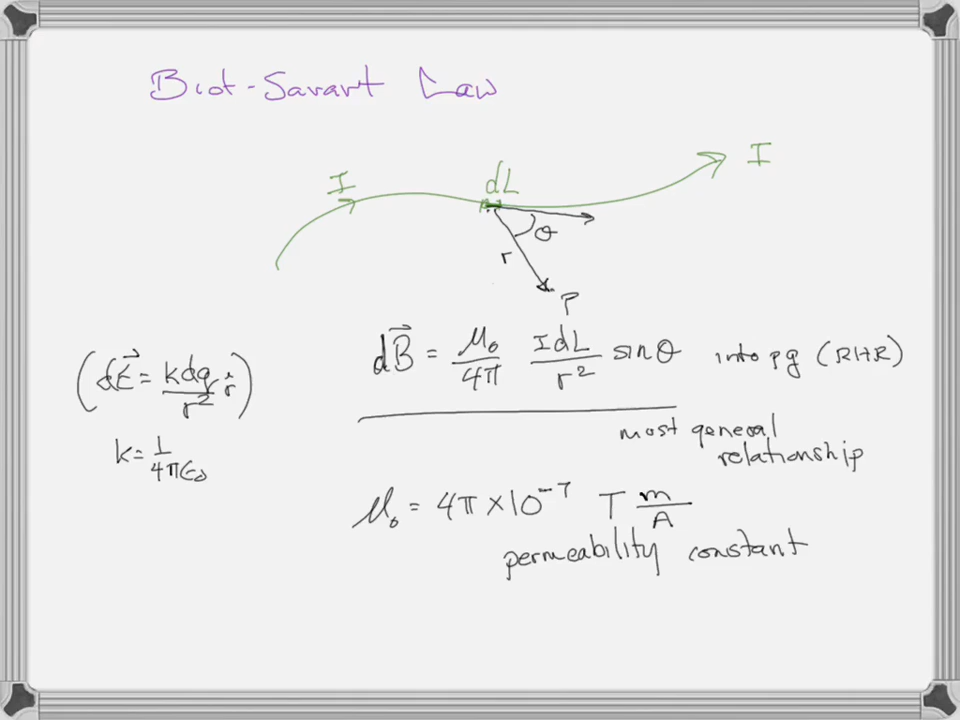 Biot-Savart Law
I
I
dL
θ
r
P
dB⃗ = μ₀/4π IdL/r² sinθ into pg (RHR)
(dE⃗ = kdq/r² r̂)
most general
relationship
k = 1/4πε₀
μ₀ = 4π×10⁻⁷ T m/A
permeability constant